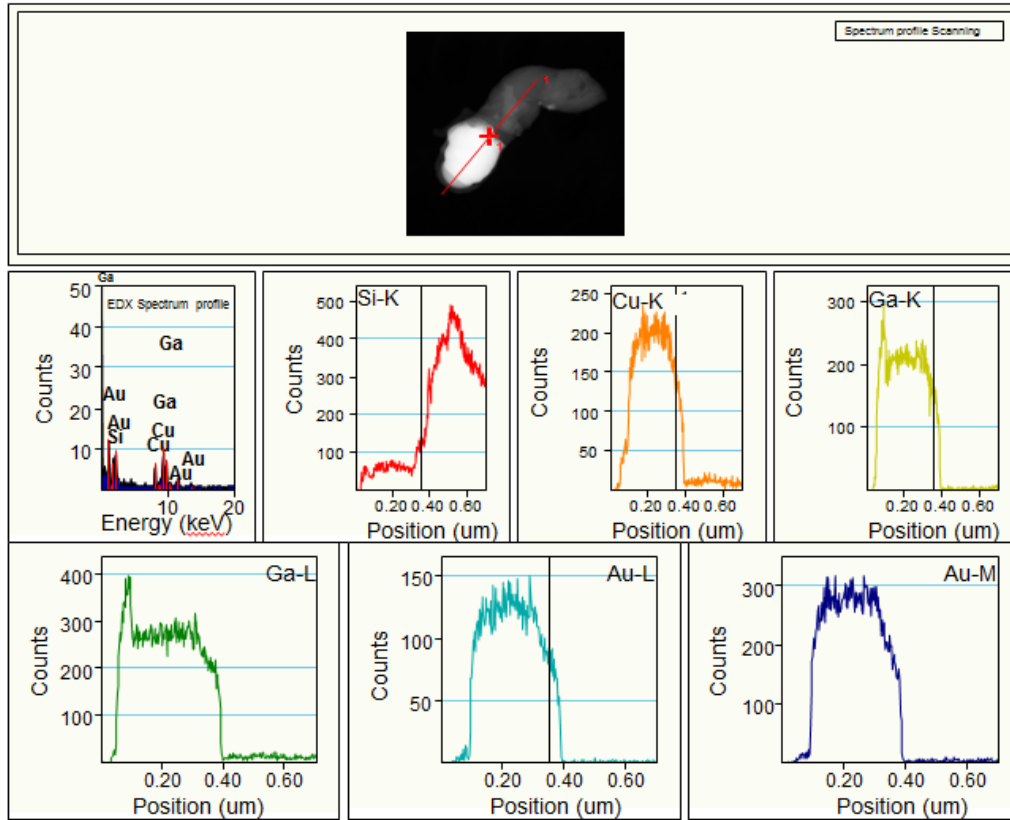 Spectrum profile Scanning
1
1
Ga
EDX Spectrum profile
50
40
30
20
10
Counts
Ga
Au
Ga
Au
Cu
Si
Cu
Au
Au
10
20
Energy (keV)
Si-K
500
400
300
200
100
Counts
0.20 0.40 0.60
Position (um)
Cu-K
250
200
150
100
50
Counts
0.20 0.40 0.60
Position (um)
Ga-K
300
200
100
Counts
0.20 0.40 0.60
Position (um)
Ga-L
400
300
200
100
Counts
0.20 0.40 0.60
Position (um)
Au-L
150
100
50
Counts
0.20 0.40 0.60
Position (um)
Au-M
300
200
100
Counts
0.20 0.40 0.60
Position (um)